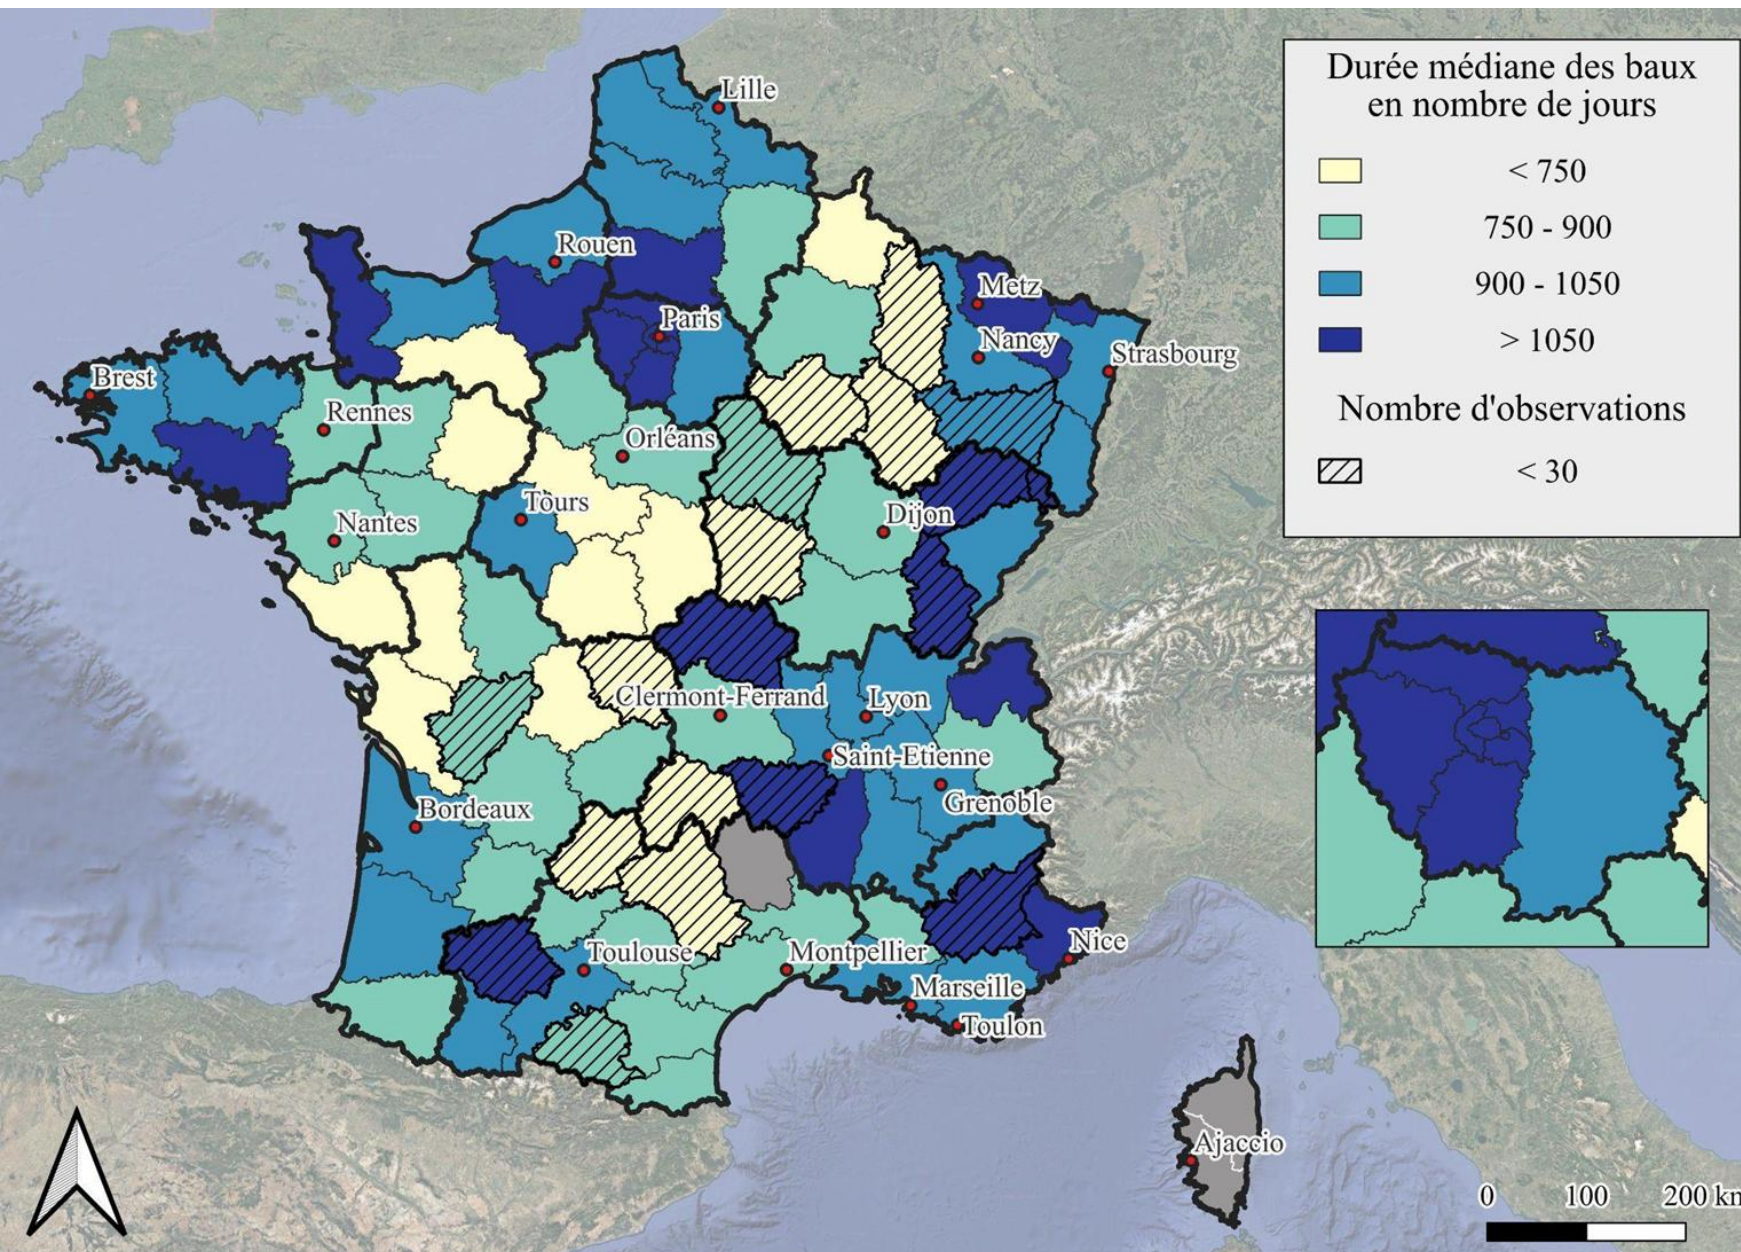 Durée médiane des baux
en nombre de jours
< 750
750 - 900
900 - 1050
> 1050
Nombre d'observations
< 30
Lille
Rouen
Metz
Paris
Nancy
Strasbourg
Brest
Rennes
Orléans
Tours
Nantes
Dijon
Clermont-Ferrand
Lyon
Saint-Etienne
Bordeaux
Grenoble
Toulouse
Montpellier
Nice
Marseille
Toulon
Ajaccio
0 100 200 km